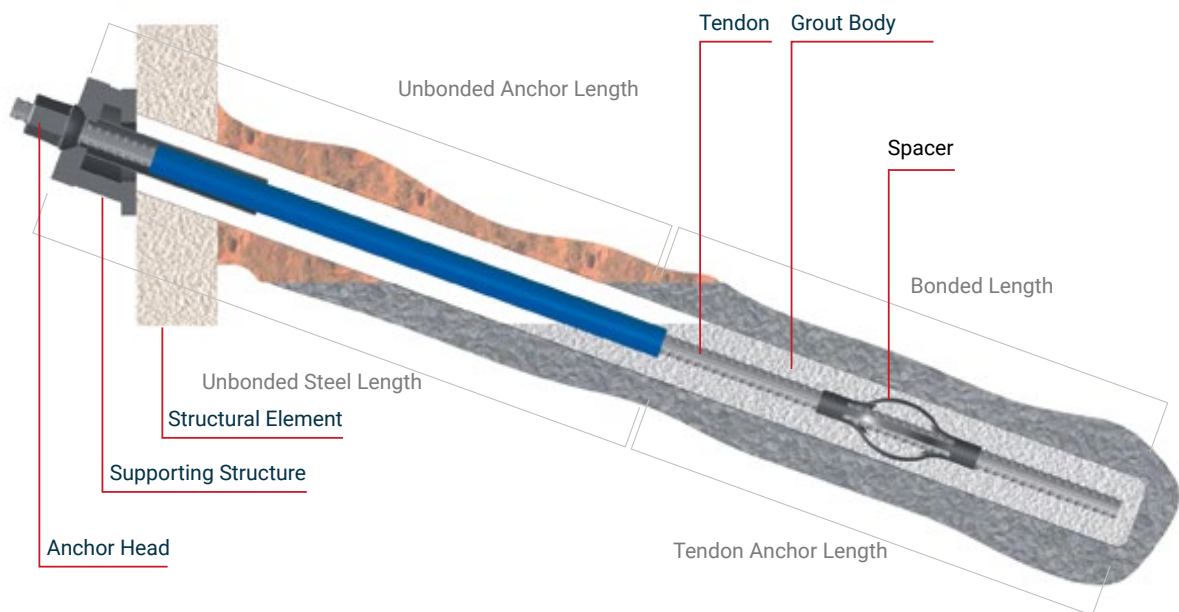 Tendon
Grout Body
Unbonded Anchor Length
Spacer
Bonded Length
Unbonded Steel Length
Structural Element
Supporting Structure
Anchor Head
Tendon Anchor Length